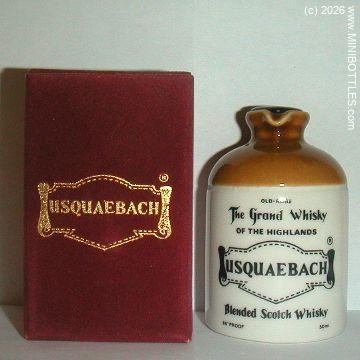 (c) 2026
www.MINIBOTTLES.com
USQUAEBACH ®
OLD-RARE
The Grand Whisky
OF THE HIGHLANDS
®
USQUAEBACH
Blended Scotch Whisky
86 PROOF 50ml